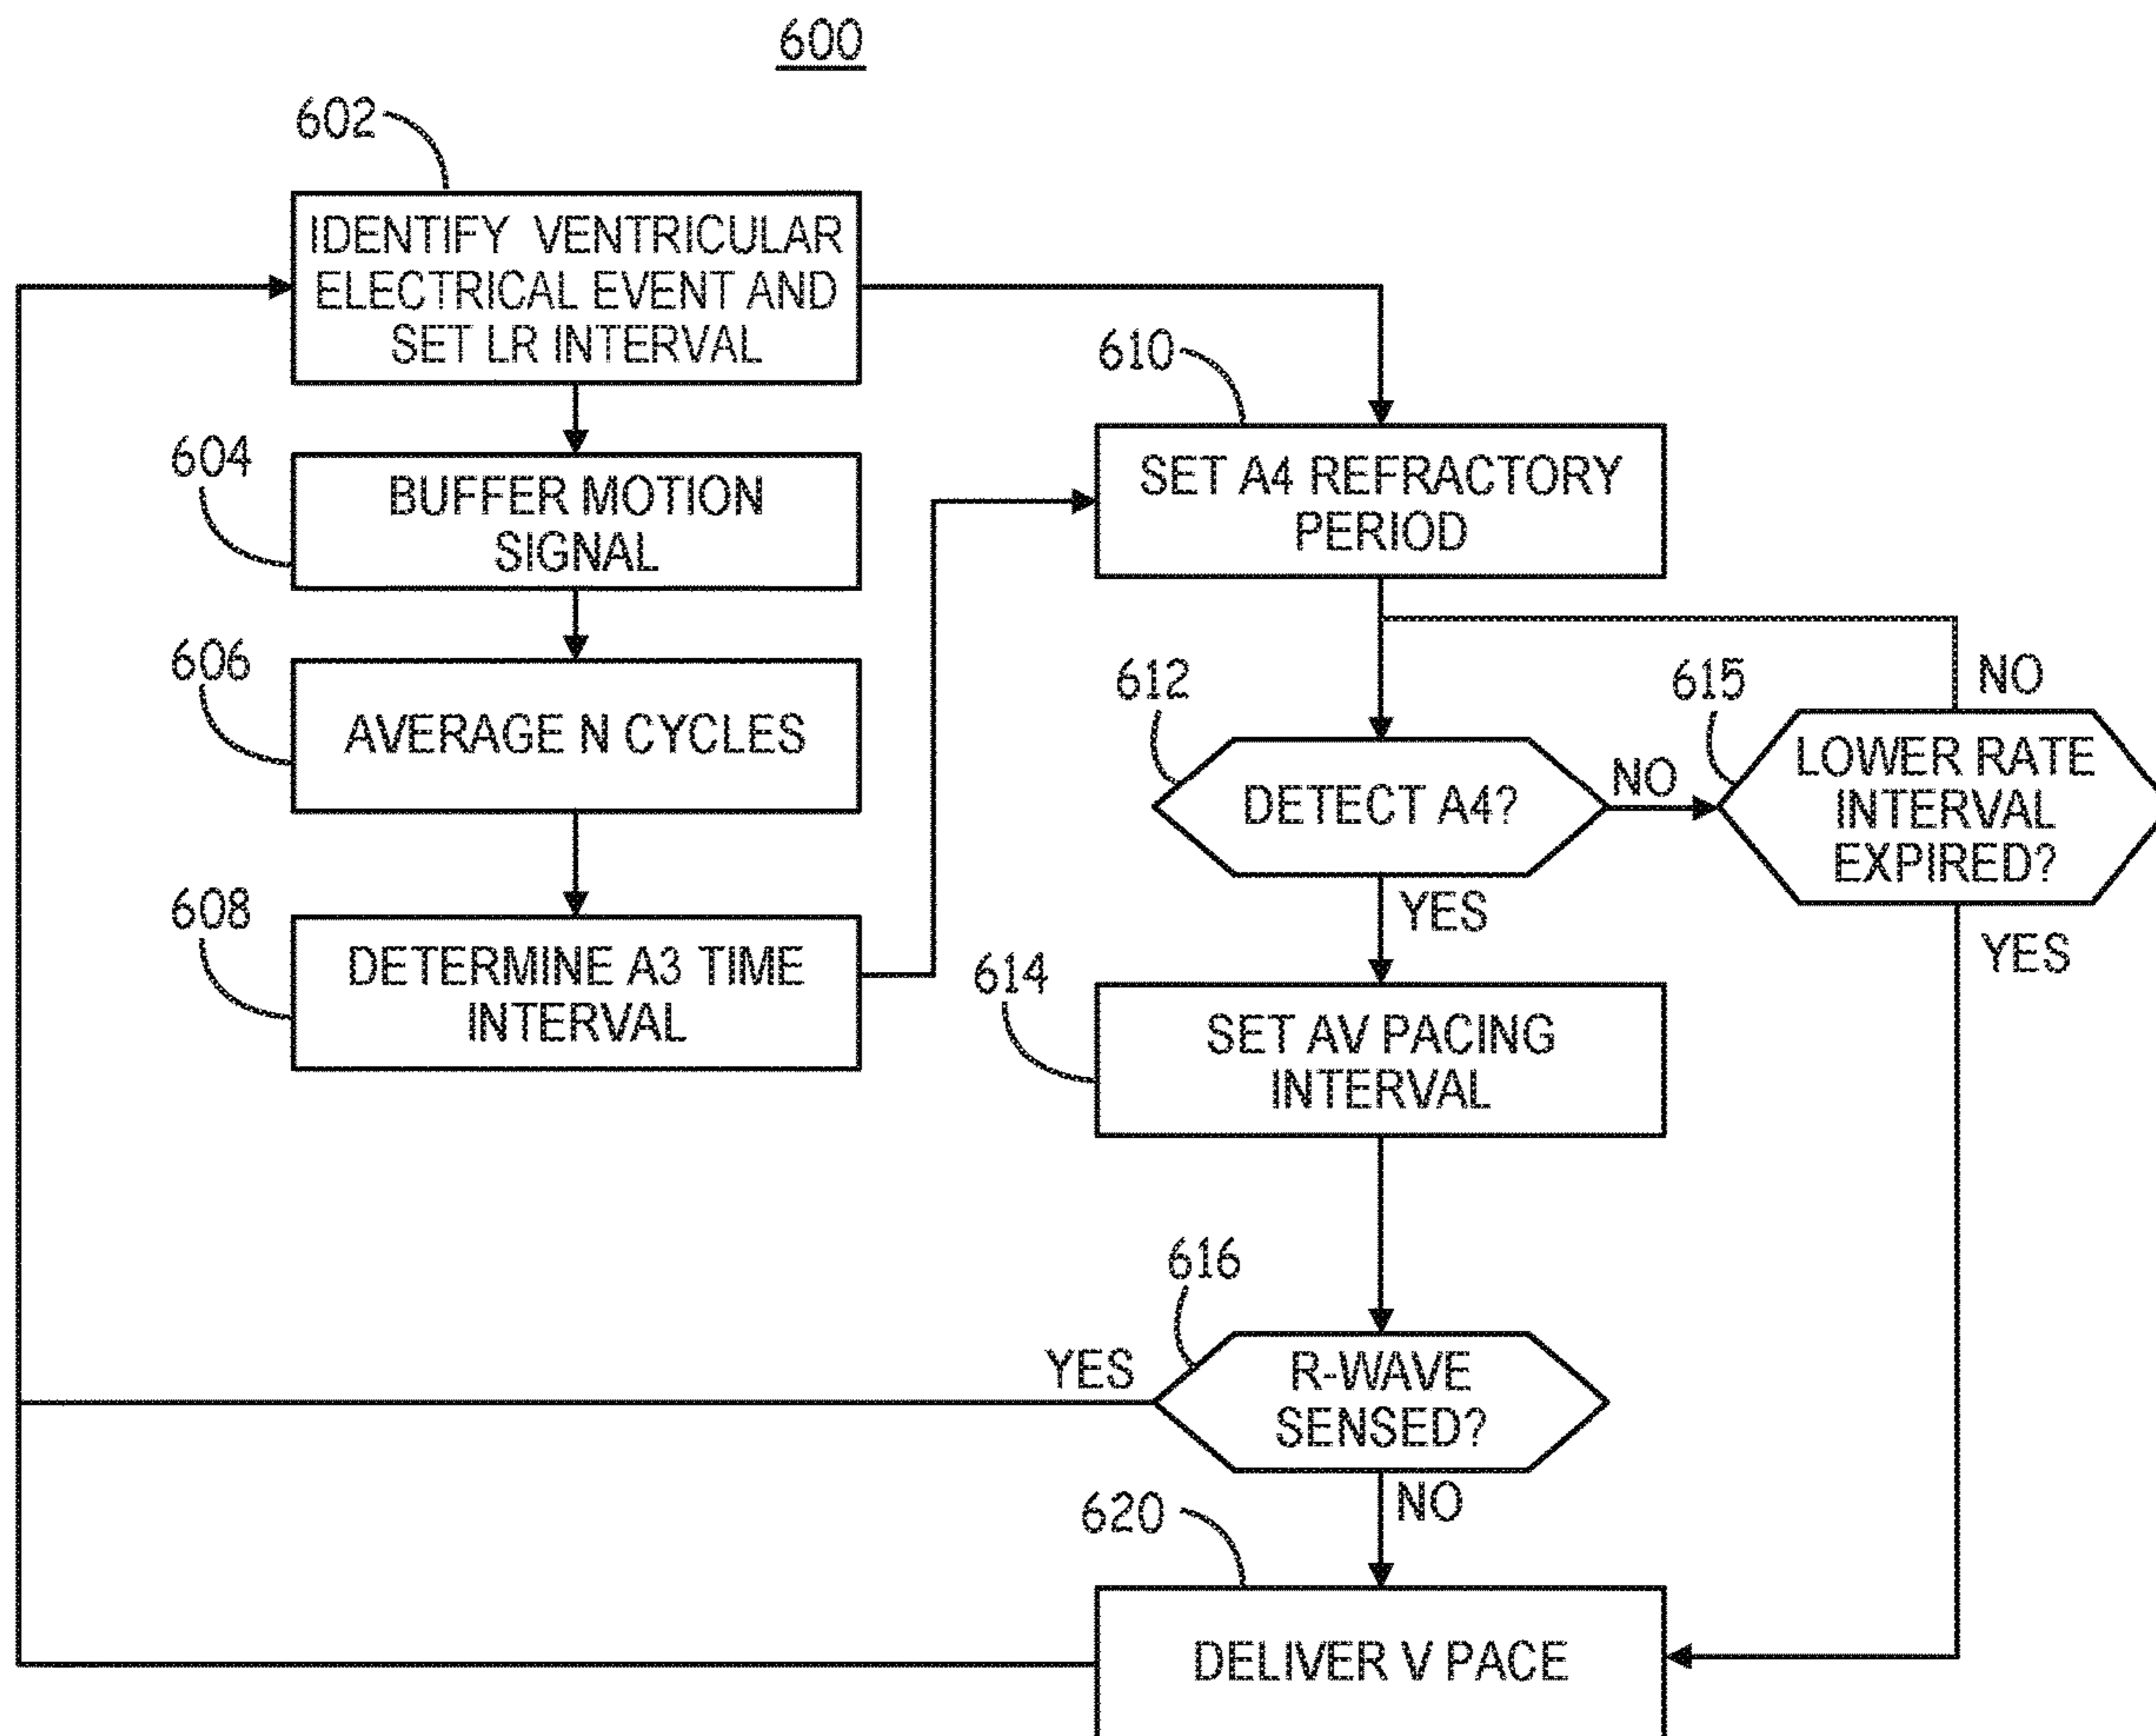 600
602
IDENTIFY VENTRICULAR
ELECTRICAL EVENT AND
SET LR INTERVAL
604
BUFFER MOTION
SIGNAL
606
AVERAGE N CYCLES
608
DETERMINE A3 TIME
INTERVAL
610
SET A4 REFRACTORY
PERIOD
612
DETECT A4?
NO
YES
615
NO
LOWER RATE
INTERVAL
EXPIRED?
YES
614
SET AV PACING
INTERVAL
616
YES
R-WAVE
SENSED?
NO
620
DELIVER V PACE